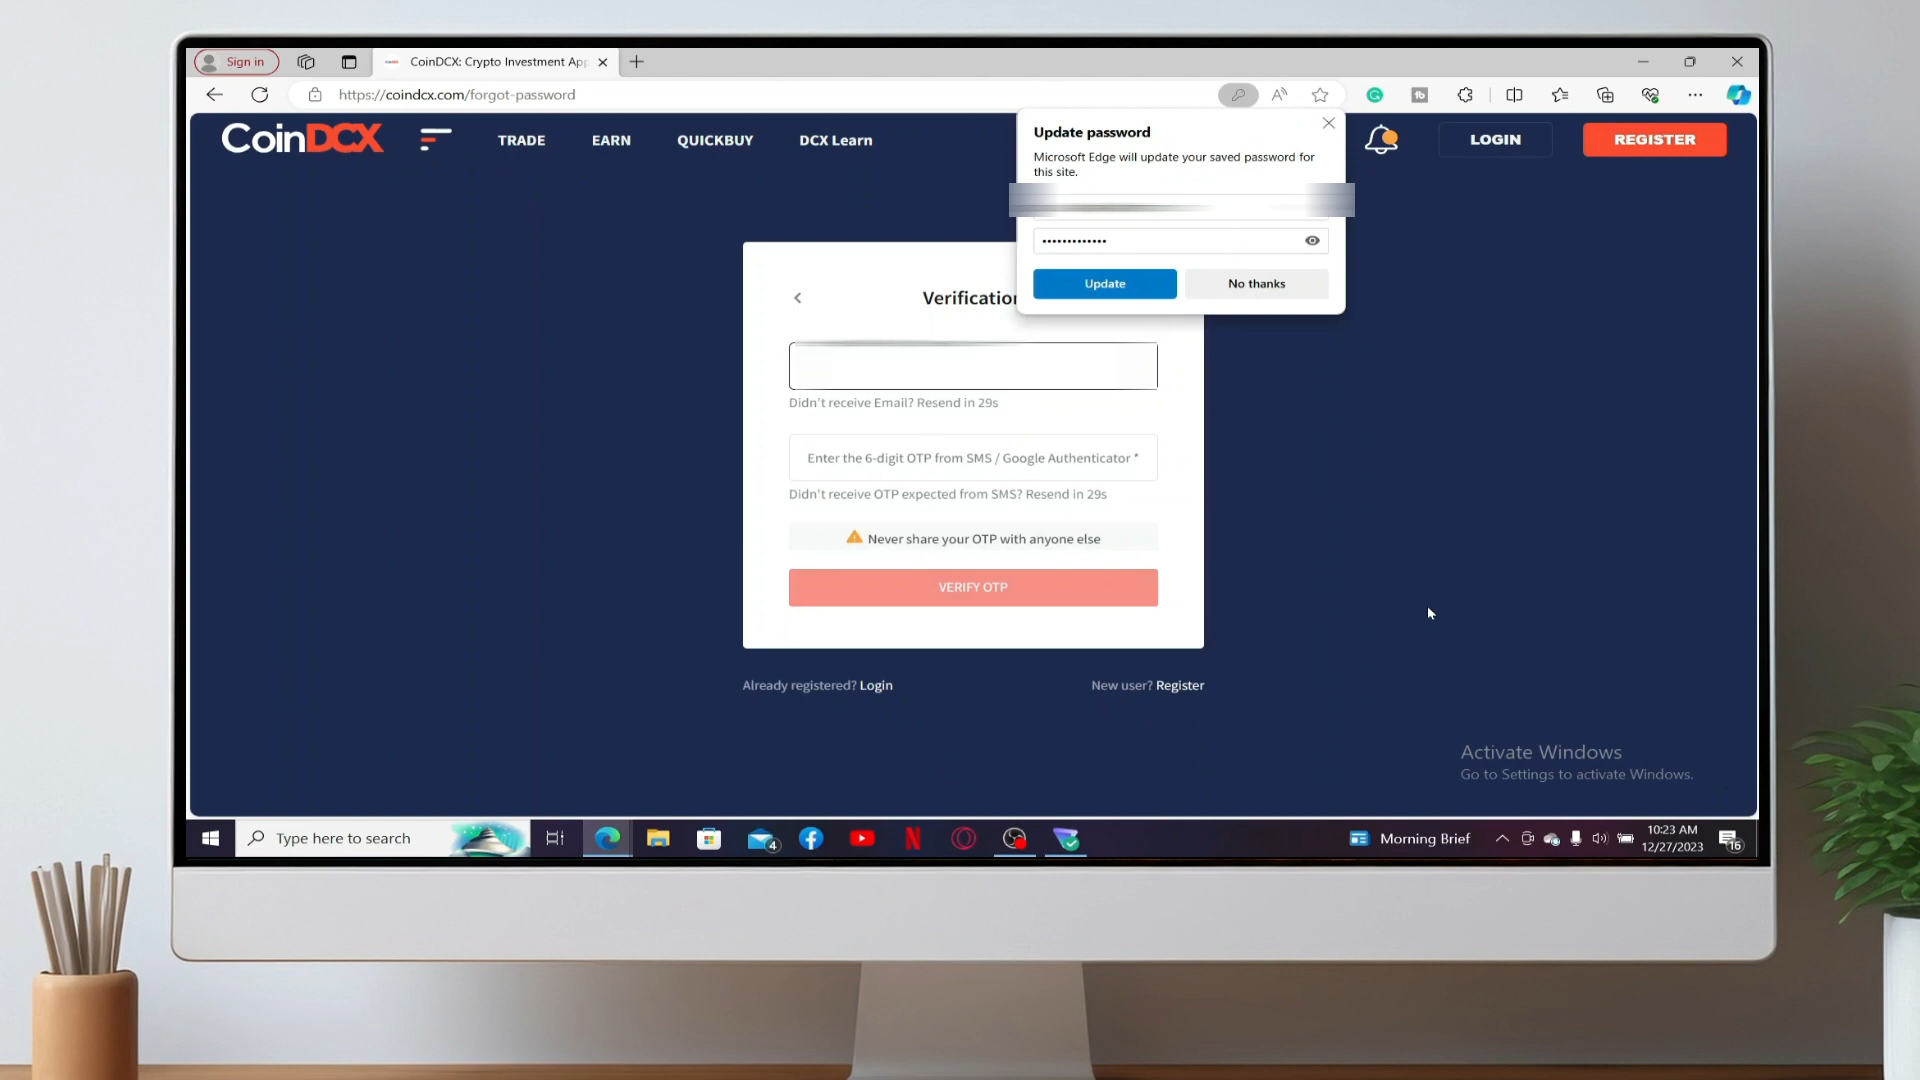 Sign in
CoinDCX: Crypto Investment App
https://coindcx.com/forgot-password
CoinDCX
TRADE
EARN
QUICKBUY
DCX Learn
LOGIN
REGISTER
Update password
Microsoft Edge will update your saved password for
this site.
•••••••••••••
Update
No thanks
Verification
Didn't receive Email? Resend in 29s
Enter the 6-digit OTP from SMS / Google Authenticator *
Didn't receive OTP expected from SMS? Resend in 29s
Never share your OTP with anyone else
VERIFY OTP
Already registered? Login
New user? Register
Activate Windows
Go to Settings to activate Windows.
Type here to search
4
Morning Brief
10:23 AM
12/27/2023
16